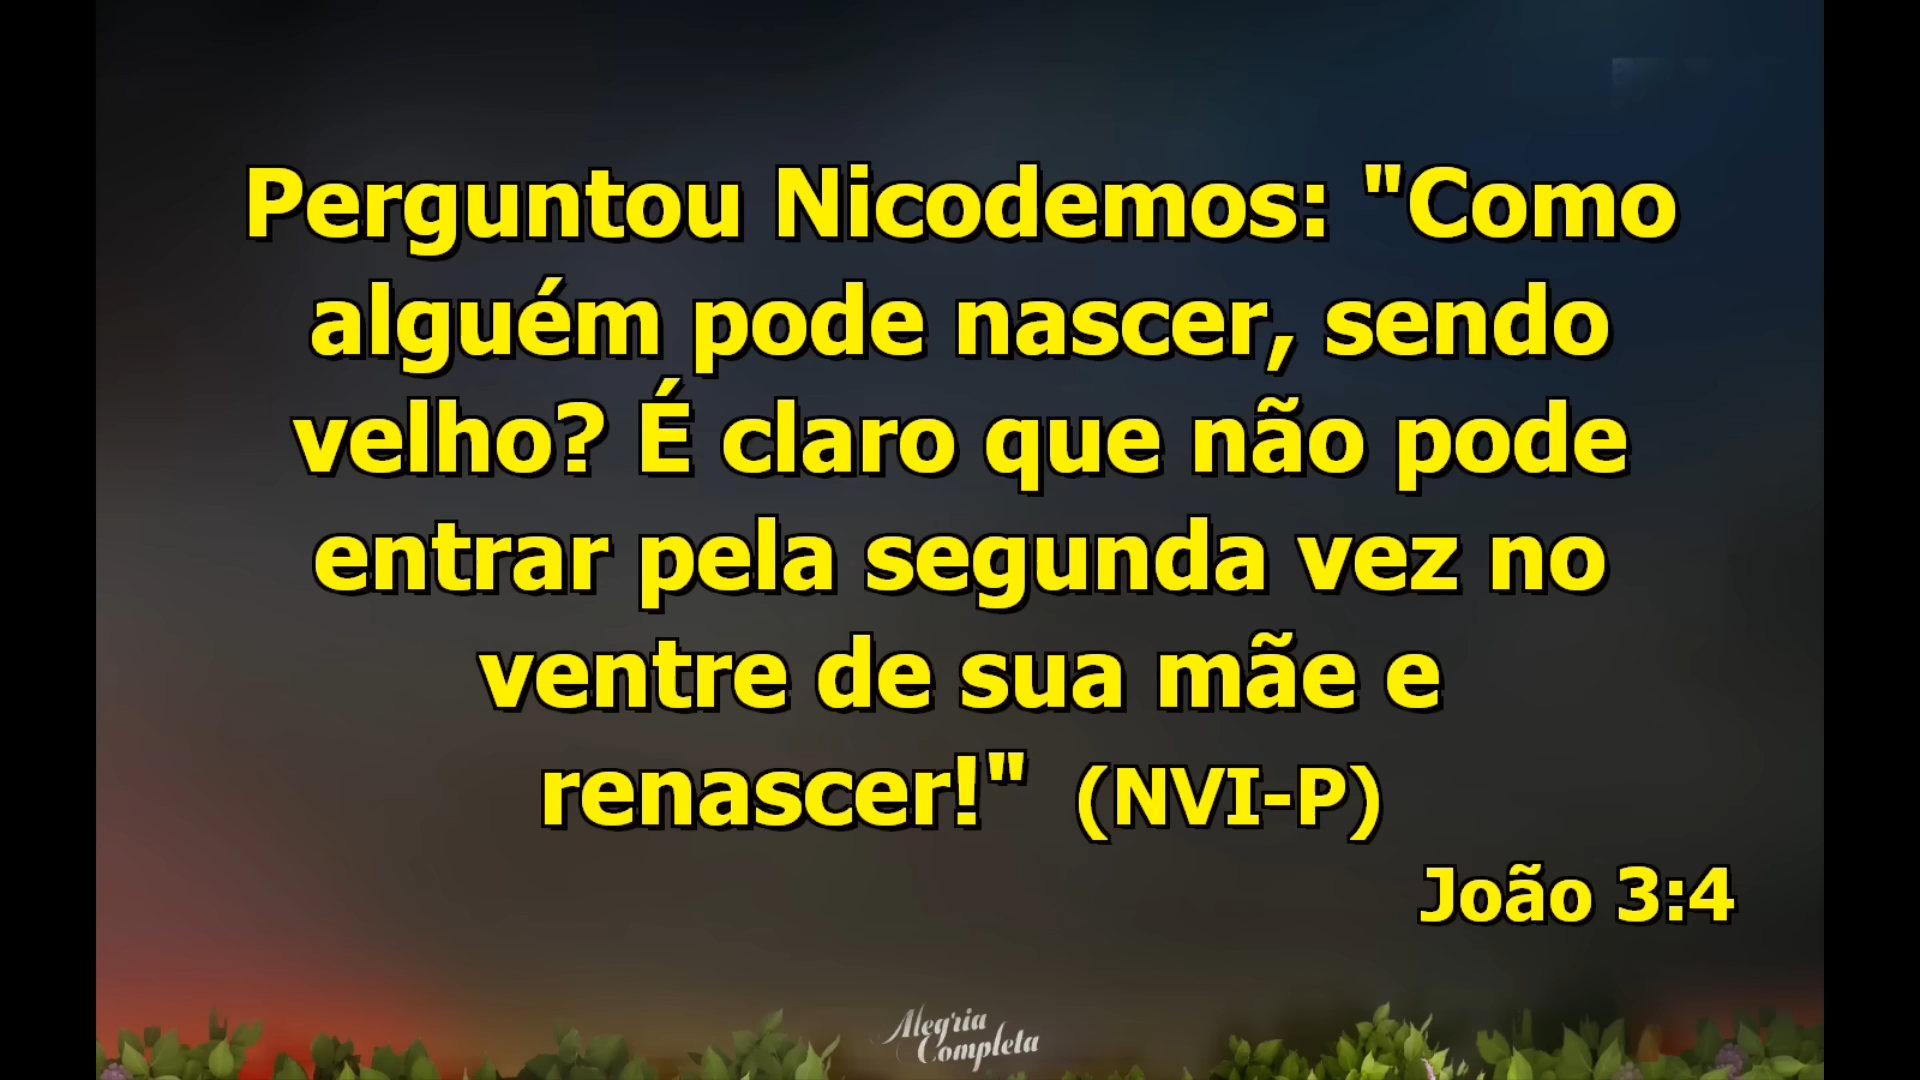 Perguntou Nicodemos: "Como
alguém pode nascer, sendo
velho? É claro que não pode
entrar pela segunda vez no
ventre de sua mãe e
renascer!" (NVI-P)
João 3:4
Alegria
Completa